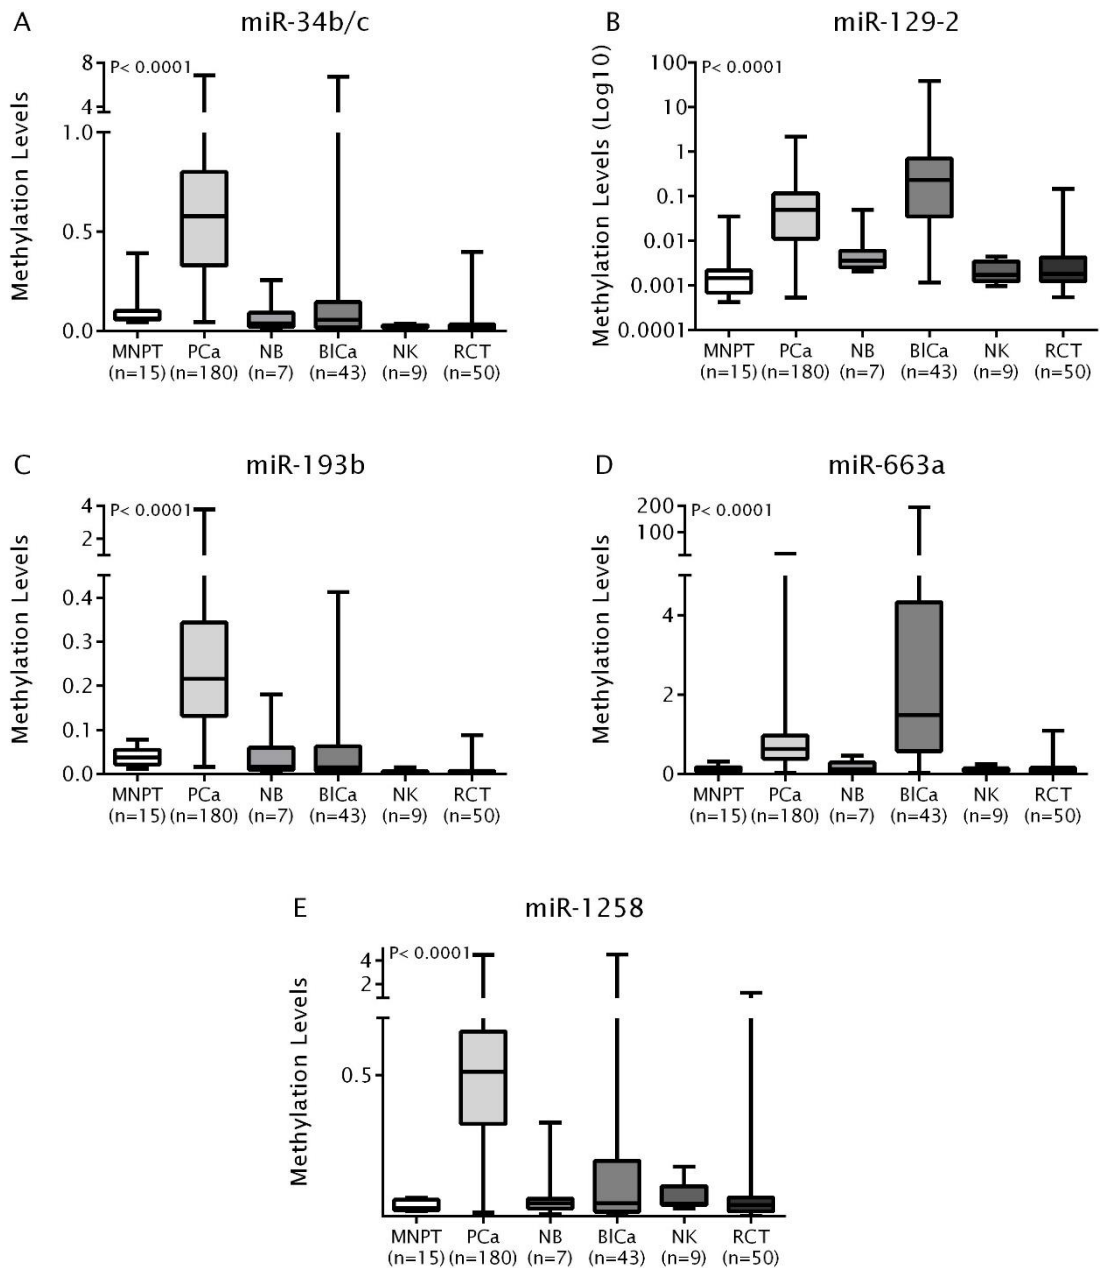 A
miR-34b/c
P< 0.0001
Methylation Levels
8
4
1.0
0.5
0.0
MNPT PCa NB BlCa NK RCT
(n=15) (n=180) (n=7) (n=43) (n=9) (n=50)
B
miR-129-2
P< 0.0001
Methylation Levels (Log10)
100
10
1
0.1
0.01
0.001
0.0001
MNPT PCa NB BlCa NK RCT
(n=15) (n=180) (n=7) (n=43) (n=9) (n=50)
C
miR-193b
P< 0.0001
Methylation Levels
4
2
0.4
0.3
0.2
0.1
0.0
MNPT PCa NB BlCa NK RCT
(n=15) (n=180) (n=7) (n=43) (n=9) (n=50)
D
miR-663a
P< 0.0001
Methylation Levels
200
100
4
2
0
MNPT PCa NB BlCa NK RCT
(n=15) (n=180) (n=7) (n=43) (n=9) (n=50)
E
miR-1258
P< 0.0001
Methylation Levels
4
2
0.5
MNPT PCa NB BlCa NK RCT
(n=15) (n=180) (n=7) (n=43) (n=9) (n=50)